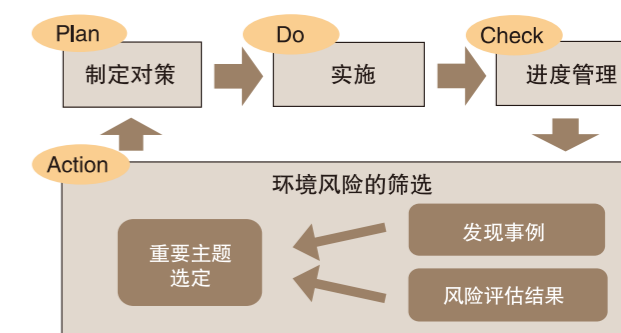 Plan
Do
Check
制定对策
实施
进度管理
Action
环境风险的筛选
重要主题
选定
发现事例
风险评估结果